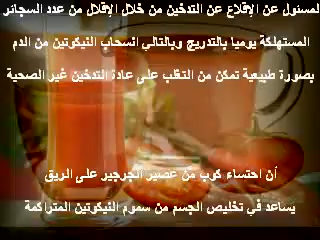 لمسئول عن الإقلاع عن التدخين من خلال الإقلال من عدد السجائر
المستهلكة يوميا بالتدريج وبالتالي انسحاب النيكوتين من الدم
بصورة طبيعية تمكن من التغلب على عادة التدخين غير الصحية
أن احتساء كوب من عصير الجرجير على الريق
يساعد في تخليص الجسم من سموم النيكوتين المتراكمة